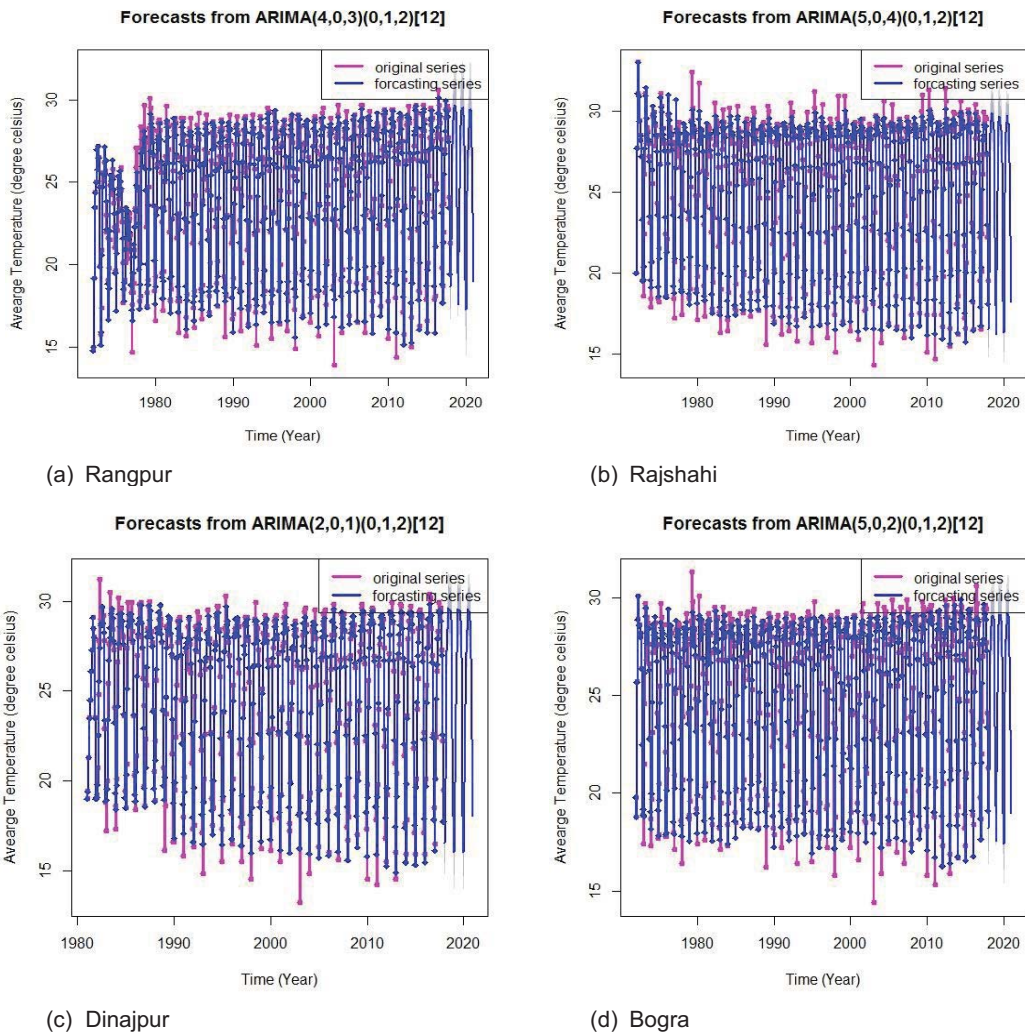 Forecasts from ARIMA(4,0,3)(0,1,2)[12]
original series
forcasting series
Avearge Temperature (degree celsius)
30
25
20
15
1980 1990 2000 2010 2020
Time (Year)
(a) Rangpur
Forecasts from ARIMA(5,0,4)(0,1,2)[12]
original series
forcasting series
Avearge Temperature (degree celsius)
30
25
20
15
1980 1990 2000 2010 2020
Time (Year)
(b) Rajshahi
Forecasts from ARIMA(2,0,1)(0,1,2)[12]
original series
forcasting series
Avearge Temperature (degree celsius)
30
25
20
15
1980 1990 2000 2010 2020
Time (Year)
(c) Dinajpur
Forecasts from ARIMA(5,0,2)(0,1,2)[12]
original series
forcasting series
Avearge Temperature (degree celsius)
30
25
20
15
1980 1990 2000 2010 2020
Time (Year)
(d) Bogra